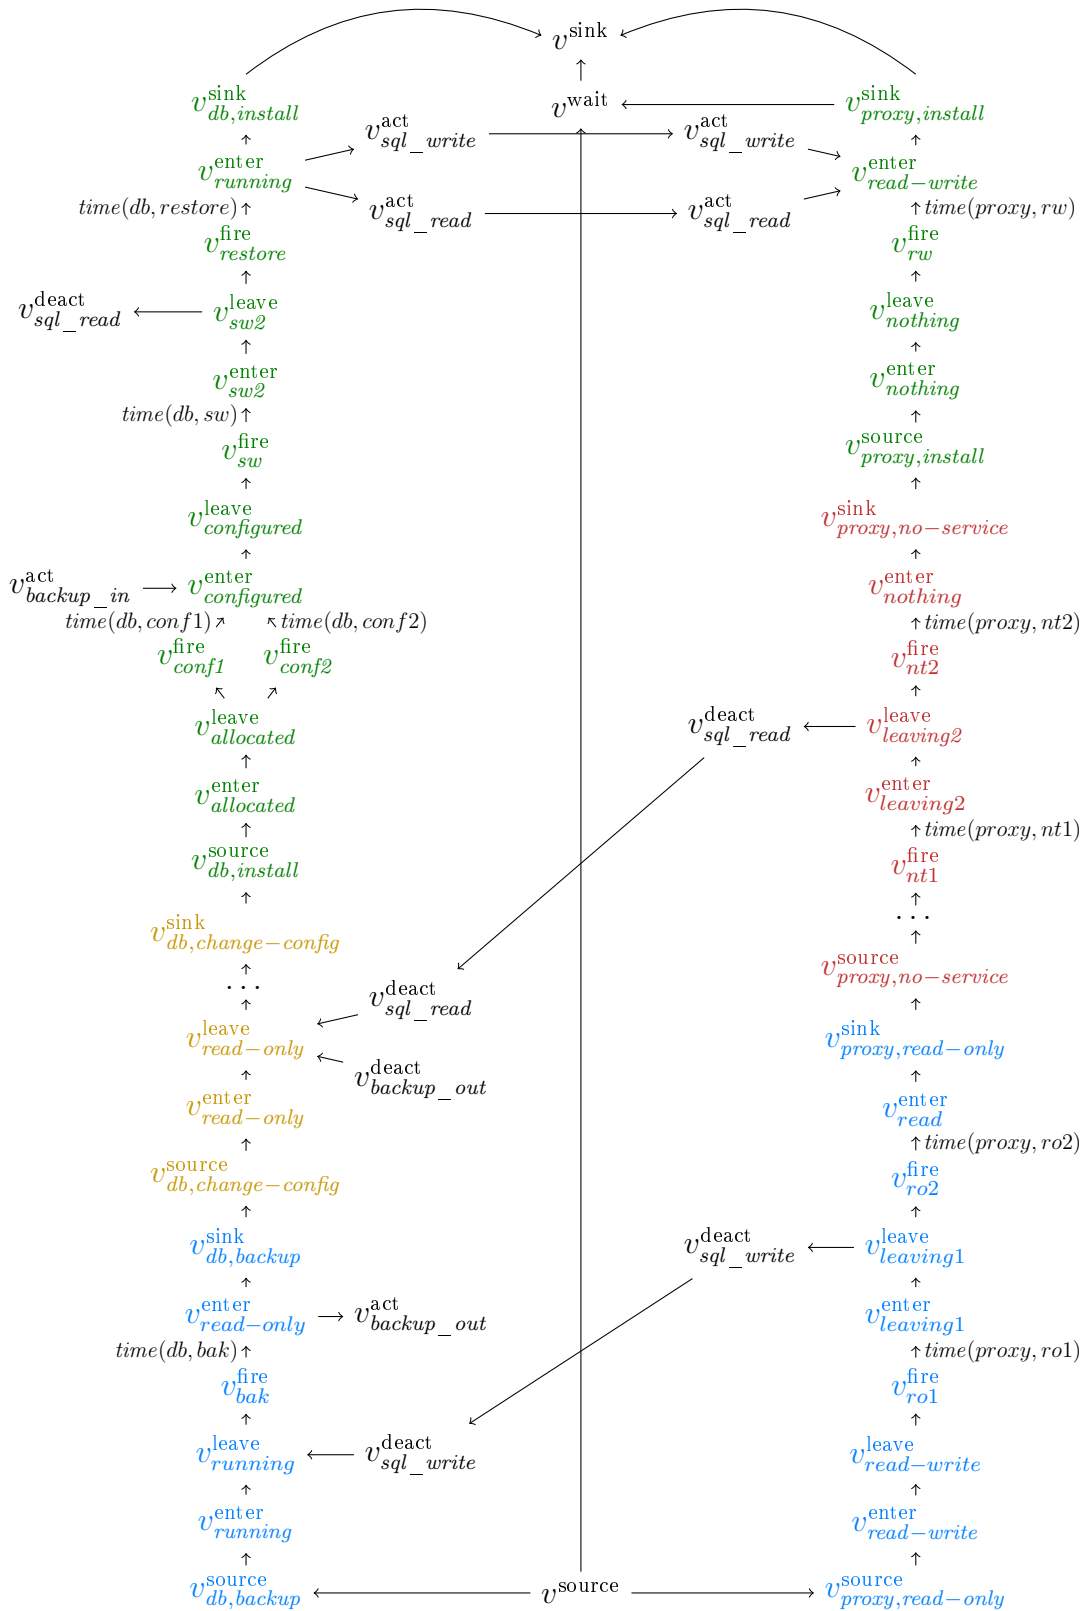 v^sink
v^sink_db,install
v^wait
v^sink_proxy,install
v^act_sql_write
v^act_sql_write
v^enter_running
v^enter_read−write
time(db, restore)
v^act_sql_read
v^act_sql_read
time(proxy, rw)
v^fire_restore
v^fire_rw
v^deact_sql_read
v^leave_sw2
v^leave_nothing
v^enter_sw2
v^enter_nothing
time(db, sw)
v^fire_sw
v^source_proxy,install
v^leave_configured
v^sink_proxy,no−service
v^act_backup_in
v^enter_configured
v^enter_nothing
time(db, conf1)
time(db, conf2)
time(proxy, nt2)
v^fire_conf1
v^fire_conf2
v^fire_nt2
v^leave_allocated
v^deact_sql_read
v^leave_leaving2
v^enter_allocated
v^enter_leaving2
time(proxy, nt1)
v^source_db,install
v^fire_nt1
...
v^sink_db,change−config
v^source_proxy,no−service
...
v^deact_sql_read
v^leave_read−only
v^sink_proxy,read−only
v^deact_backup_out
v^enter_read−only
v^enter_read
time(proxy, ro2)
v^source_db,change−config
v^fire_ro2
v^sink_db,backup
v^deact_sql_write
v^leave_leaving1
v^enter_read−only
v^act_backup_out
v^enter_leaving1
time(db, bak)
time(proxy, ro1)
v^fire_bak
v^fire_ro1
v^leave_running
v^deact_sql_write
v^leave_read−write
v^enter_running
v^enter_read−write
v^source_db,backup
v^source
v^source_proxy,read−only